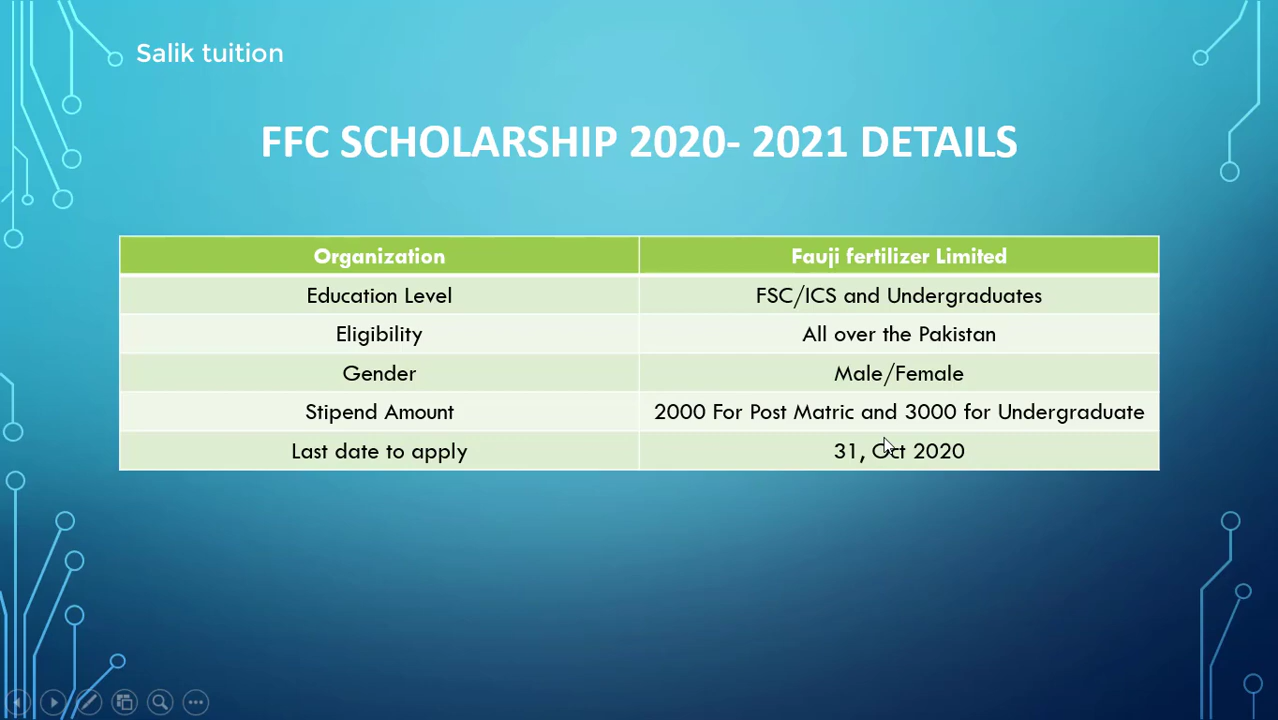 Salik tuition
FFC SCHOLARSHIP 2020- 2021 DETAILS
Organization Fauji fertilizer Limited
Education Level FSC/ICS and Undergraduates
Eligibility All over the Pakistan
Gender Male/Female
Stipend Amount 2000 For Post Matric and 3000 for Undergraduate
Last date to apply 31, Oct 2020